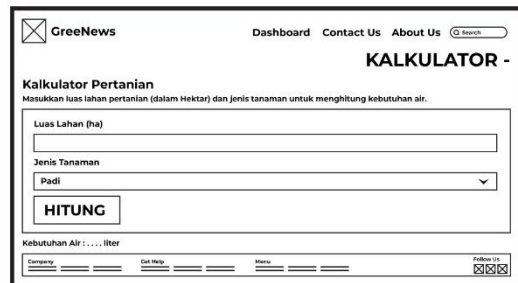 GreeNews
Dashboard Contact Us About Us Search
KALKULATOR -
Kalkulator Pertanian
Masukkan luas lahan pertanian (dalam Hektar) dan jenis tanaman untuk menghitung kebutuhan air.
Luas Lahan (ha)
Jenis Tanaman
Padi
HITUNG
Kebutuhan Air : . . . . liter
Company Get Help Menu Follow Us